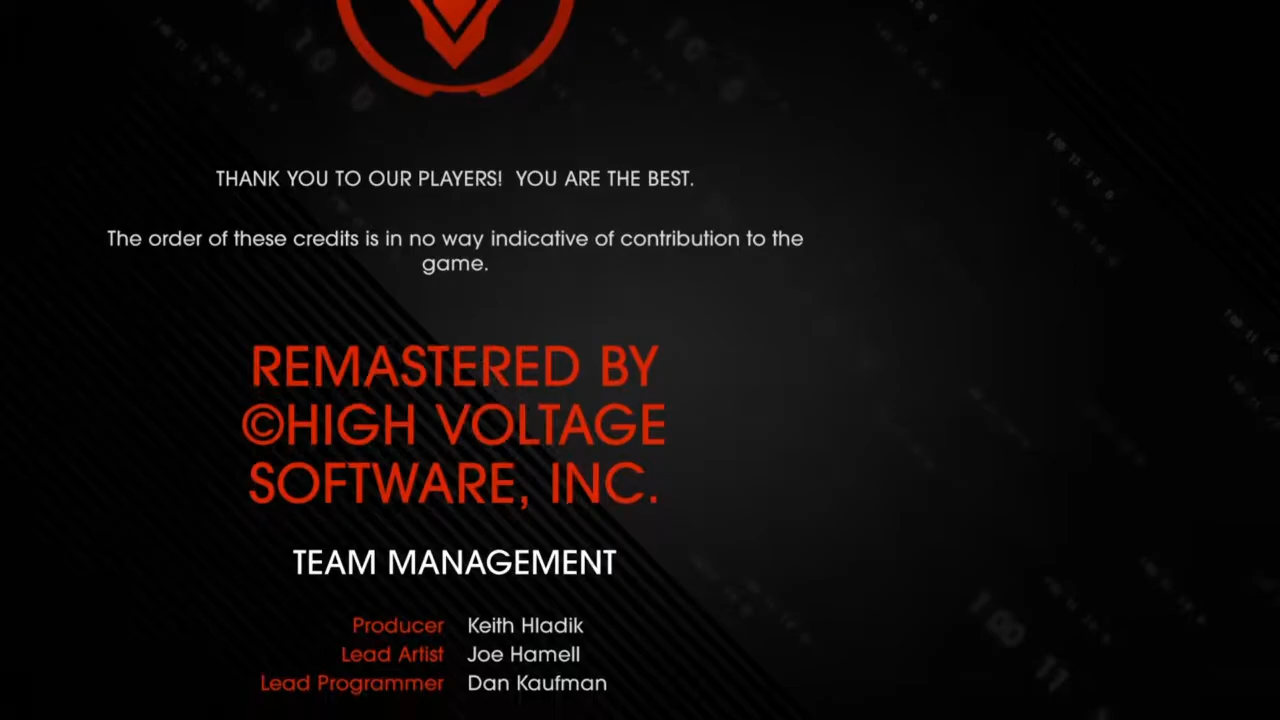 THANK YOU TO OUR PLAYERS!  YOU ARE THE BEST.
The order of these credits is in no way indicative of contribution to the
game.
REMASTERED BY
©HIGH VOLTAGE
SOFTWARE, INC.
TEAM MANAGEMENT
Producer Keith Hladik
Lead Artist Joe Hamell
Lead Programmer Dan Kaufman